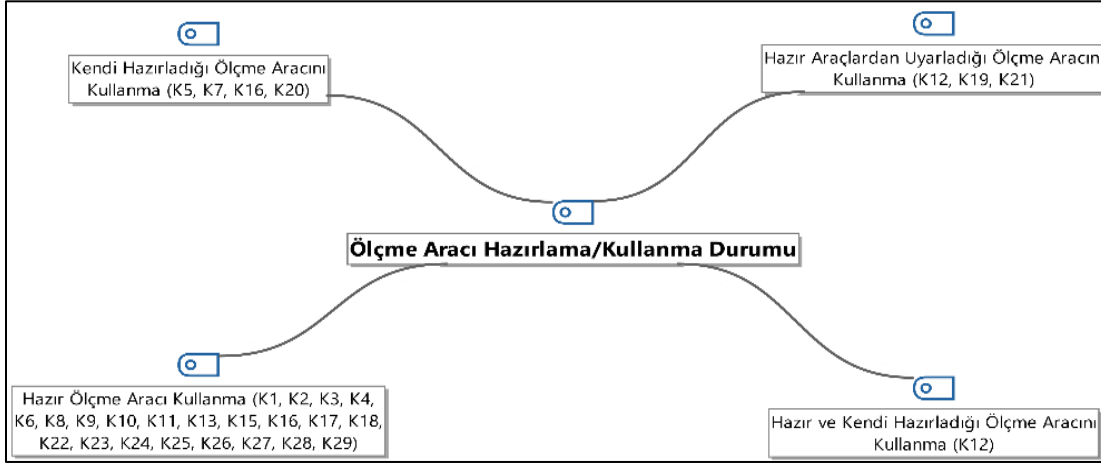 Kendi Hazırladığı Ölçme Aracını
Kullanma (K5, K7, K16, K20)
Hazır Araçlardan Uyarladığı Ölçme Aracın
Kullanma (K12, K19, K21)
Ölçme Aracı Hazırlama/Kullanma Durumu
Hazır Ölçme Aracı Kullanma (K1, K2, K3, K4,
K6, K8, K9, K10, K11, K13, K15, K16, K17, K18,
K22, K23, K24, K25, K26, K27, K28, K29)
Hazır ve Kendi Hazırladığı Ölçme Aracını
Kullanma (K12)